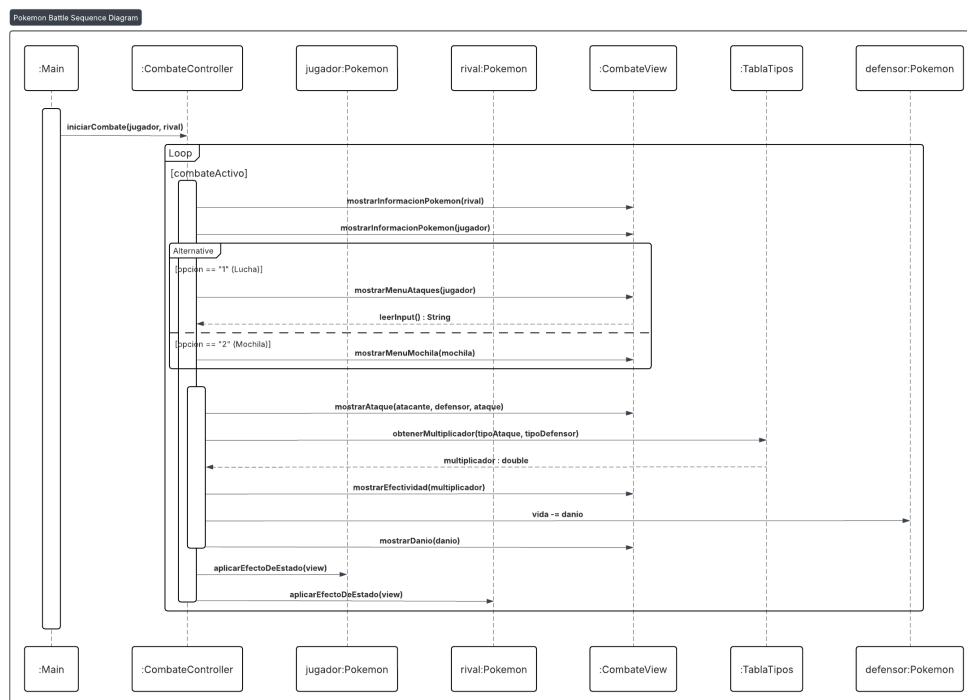 Pokemon Battle Sequence Diagram
:Main
:CombateController
jugador:Pokemon
rival:Pokemon
:CombateView
:TablaTipos
defensor:Pokemon
iniciarCombate(jugador, rival)
Loop
[combateActivo]
mostrarInformacionPokemon(rival)
mostrarInformacionPokemon(jugador)
Alternative
[opcion == "1" (Lucha)]
mostrarMenuAtaques(jugador)
leerInput() : String
[opcion == "2" (Mochila)]
mostrarMenuMochila(mochila)
mostrarAtaque(atacante, defensor, ataque)
obtenerMultiplicador(tipoAtaque, tipoDefensor)
multiplicador : double
mostrarEfectividad(multiplicador)
vida -= danio
mostrarDanio(danio)
aplicarEfectoDeEstado(view)
aplicarEfectoDeEstado(view)
:Main
:CombateController
jugador:Pokemon
rival:Pokemon
:CombateView
:TablaTipos
defensor:Pokemon